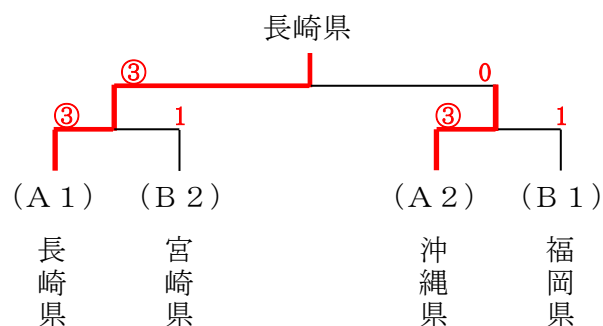 長崎県
③ 0
③ 1 ③ 1
(A1) (B2) (A2) (B1)
長崎県 宮崎県 沖縄県 福岡県